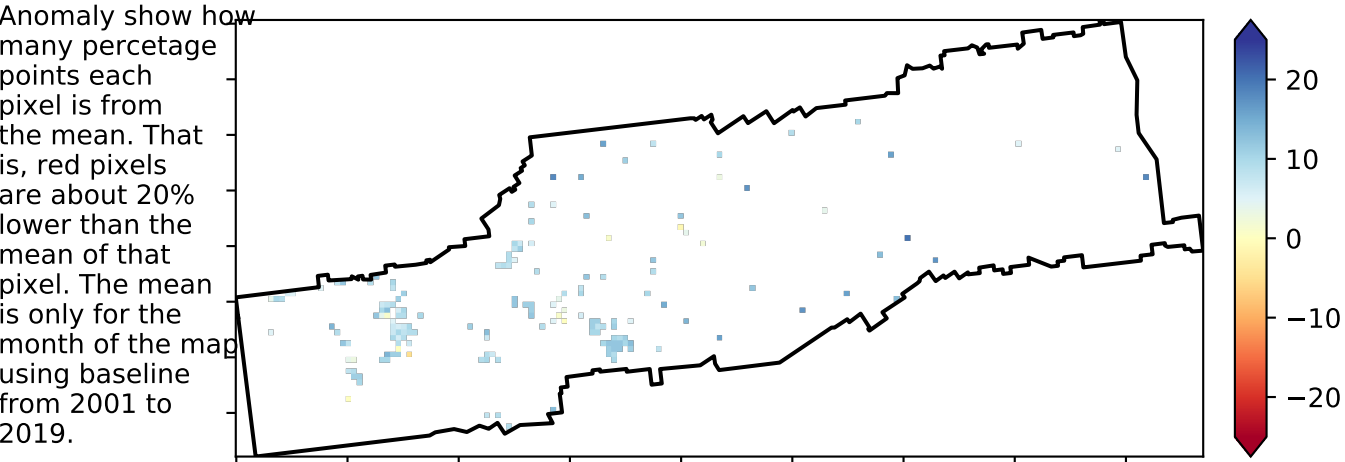 Anomaly show how
many percetage
points each
pixel is from
the mean. That
is, red pixels
are about 20%
lower than the
mean of that
pixel. The mean
is only for the
month of the map
using baseline
from 2001 to
2019.
20
10
0
−10
−20